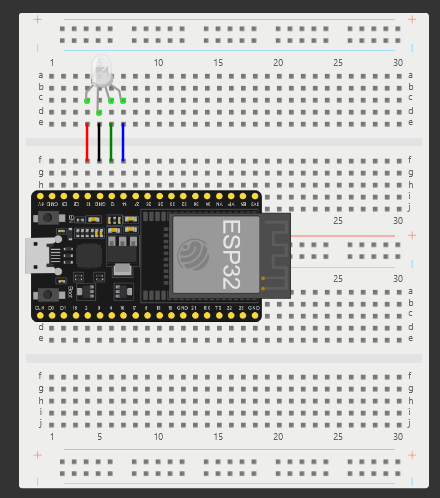 + +
- -
1 5 10 15 20 25 30
a a
b b
c c
d d
e e
f f
g g
h h
i
j
25 30
+
-
ESP32
25 30
a
b
c
d d
e e
f f
g g
h h
i i
j j
1 5 10 15 20 25 30
+ +
- -